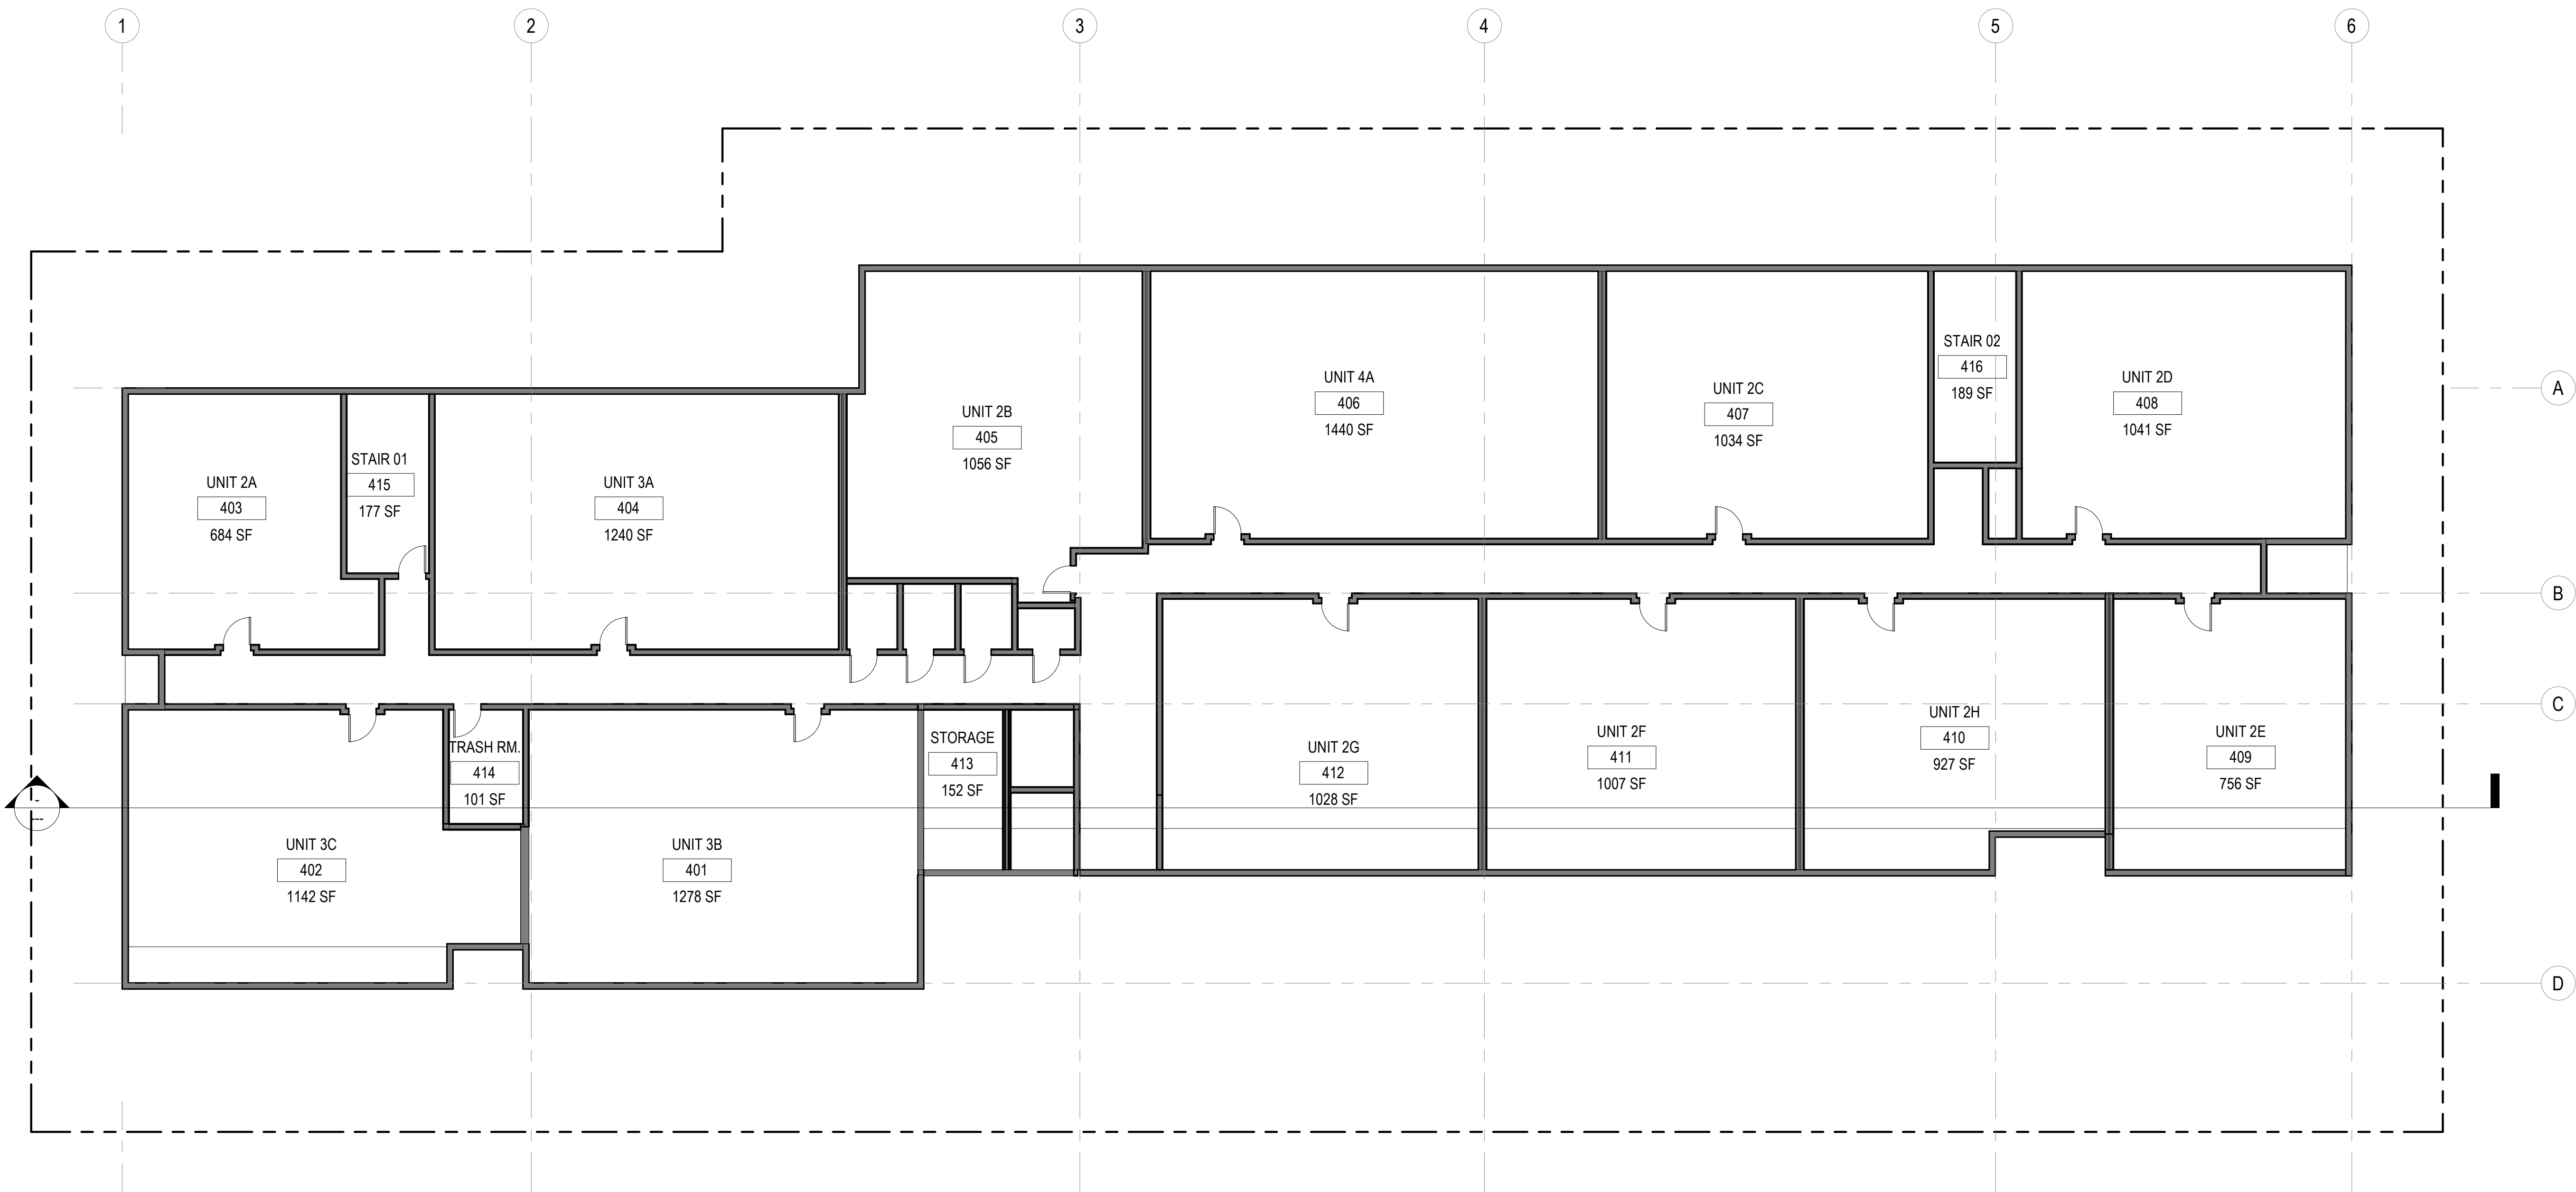 1
2
3
4
5
6
UNIT 2A
403
684 SF
STAIR 01
415
177 SF
UNIT 3A
404
1240 SF
UNIT 2B
405
1056 SF
UNIT 4A
406
1440 SF
UNIT 2C
407
1034 SF
STAIR 02
416
189 SF
UNIT 2D
408
1041 SF
A
B
C
D
UNIT 3C
402
1142 SF
TRASH RM.
414
101 SF
UNIT 3B
401
1278 SF
STORAGE
413
152 SF
UNIT 2G
412
1028 SF
UNIT 2F
411
1007 SF
UNIT 2H
410
927 SF
UNIT 2E
409
756 SF
-
---